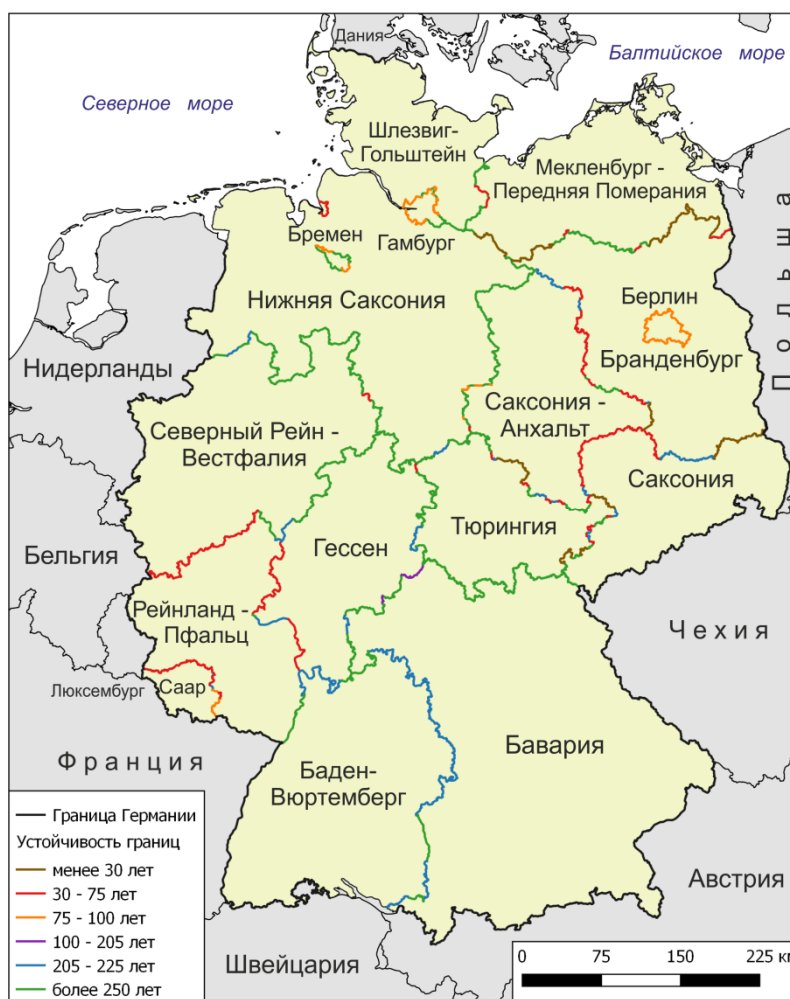 Дания
Балтийское море
Северное море
Шлезвиг-
Гольштейн
Мекленбург -
Передняя Померания
Бремен
Гамбург
Польша
Нижняя Саксония
Берлин
Бранденбург
Нидерланды
Саксония -
Анхальт
Северный Рейн -
Вестфалия
Саксония
Тюрингия
Гессен
Бельгия
Рейнланд -
Пфальц
Чехия
Люксембург
Саар
Франция
Бавария
Баден-
Вюртемберг
Австрия
Швейцария
Граница Германии
Устойчивость границ
менее 30 лет
30 - 75 лет
75 - 100 лет
100 - 205 лет
205 - 225 лет
более 250 лет
0 75 150 225 км